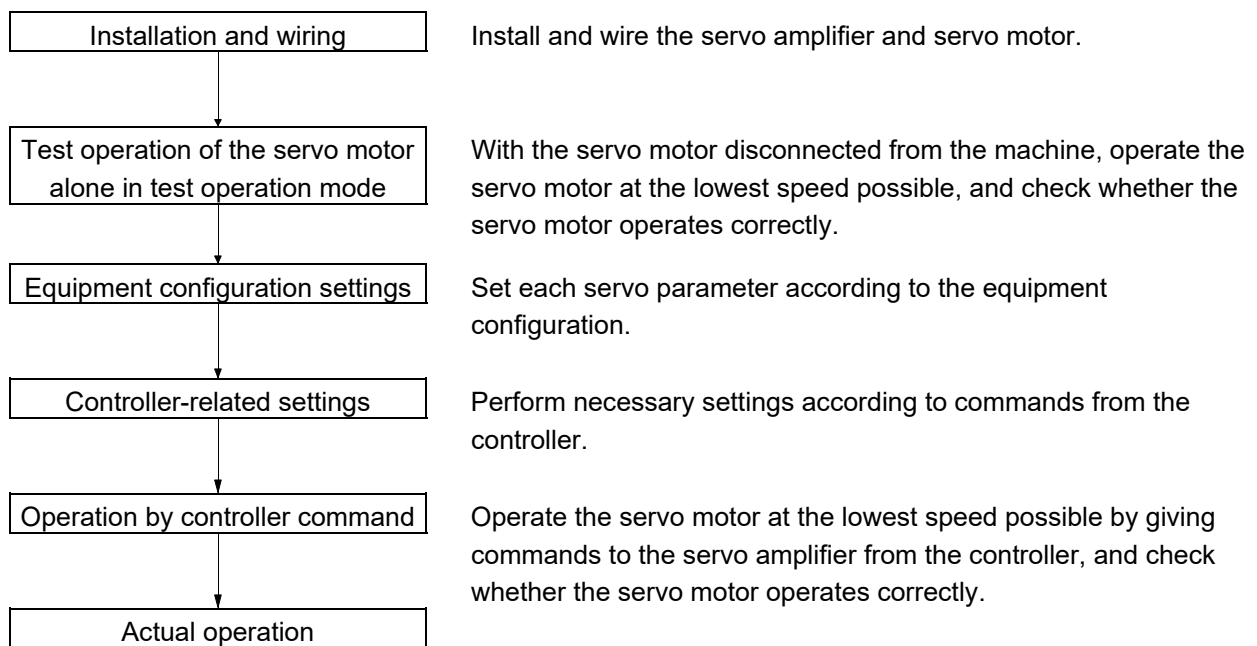 Installation and wiring
Install and wire the servo amplifier and servo motor.
Test operation of the servo motor
alone in test operation mode
With the servo motor disconnected from the machine, operate the
servo motor at the lowest speed possible, and check whether the
servo motor operates correctly.
Equipment configuration settings
Set each servo parameter according to the equipment
configuration.
Controller-related settings
Perform necessary settings according to commands from the
controller.
Operation by controller command
Operate the servo motor at the lowest speed possible by giving
commands to the servo amplifier from the controller, and check
whether the servo motor operates correctly.
Actual operation